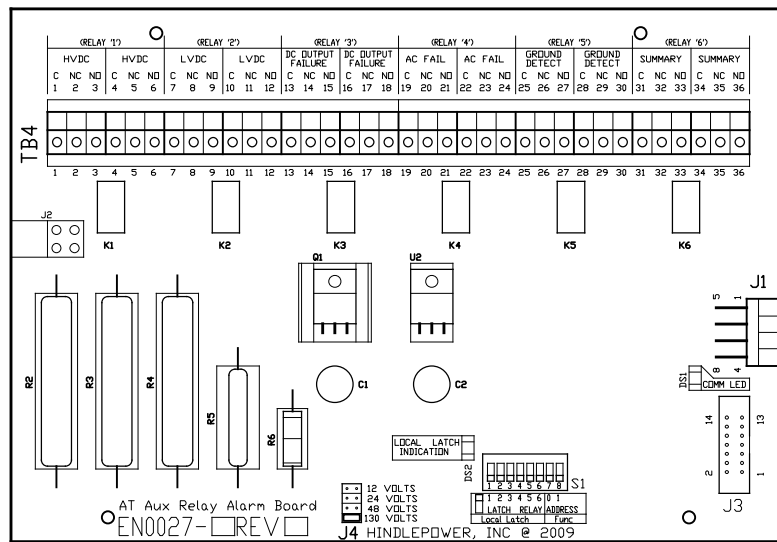 (RELAY '1') (RELAY '2') (RELAY '3') (RELAY '4') (RELAY '5') (RELAY '6')
HVDC HVDC LVDC LVDC DC OUTPUT FAILURE DC OUTPUT FAILURE AC FAIL AC FAIL GROUND DETECT GROUND DETECT SUMMARY SUMMARY
C NC NO C NC NO C NC NO C NC NO C NC NO C NC NO C NC NO C NC NO C NC NO C NC NO C NC NO C NC NO
1 2 3 4 5 6 7 8 9 10 11 12 13 14 15 16 17 18 19 20 21 22 23 24 25 26 27 28 29 30 31 32 33 34 35 36
TB4
1 2 3 4 5 6 7 8 9 10 11 12 13 14 15 16 17 18 19 20 21 22 23 24 25 26 27 28 29 30 31 32 33 34 35 36
J2
K1 K2 K3 K4 K5 K6
Q1 U2
J1
5 1
8 4
R2 R3 R4 R5 R6
C1 C2
DS1
COMM LED
14 13
2 1
J3
LOCAL LATCH
INDICATION
DS2
1 2 3 4 5 6 7 8
S1
1 2 3 4 5 6 0 1
LATCH RELAY ADDRESS
Local Latch Func
12 VOLTS
24 VOLTS
48 VOLTS
130 VOLTS
AT Aux Relay Alarm Board
EN0027- REV
J4 HINDLEPOWER, INC @ 2009